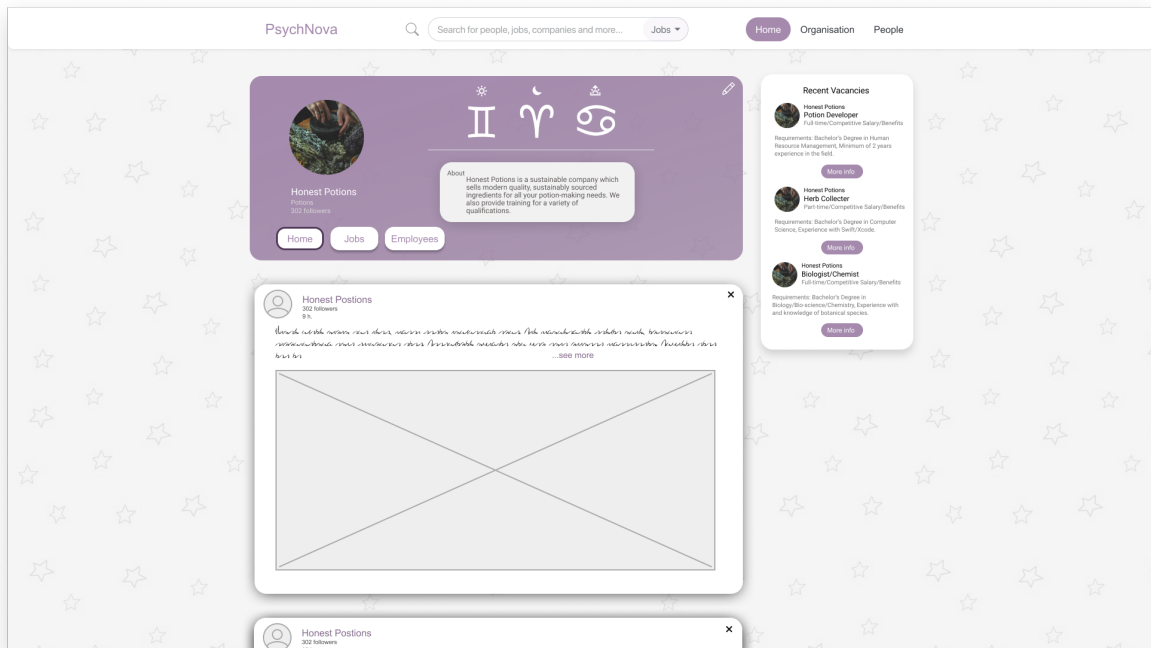 PsychNova
Search for people, jobs, companies and more...
Jobs
Home
Organisation
People
About
Honest Potions is a sustainable company which
sells modern quality, sustainably sourced
ingredients for all your potion-making needs. We
also provide training for a variety of
qualifications.
Honest Potions
Potions
302 followers
Home
Jobs
Employees
Honest Postions
302 followers
9 h.
...see more
Honest Postions
302 followers
Recent Vacancies
Honest Potions
Potion Developer
Full-time/Competitive Salary/Benefits
Requirements: Bachelor's Degree in Human
Resource Management, Minimum of 2 years
experience in the field.
More info
Honest Potions
Herb Collecter
Part-time/Competitive Salary/Benefits
Requirements: Bachelor's Degree in Computer
Science, Experience with Swift/Xcode.
More info
Honest Potions
Biologist/Chemist
Full-time/Competitive Salary/Benefits
Requirements: Bachelor's Degree in
Biology/Bio-science/Chemistry, Experience with
and knowledge of botanical species.
More info